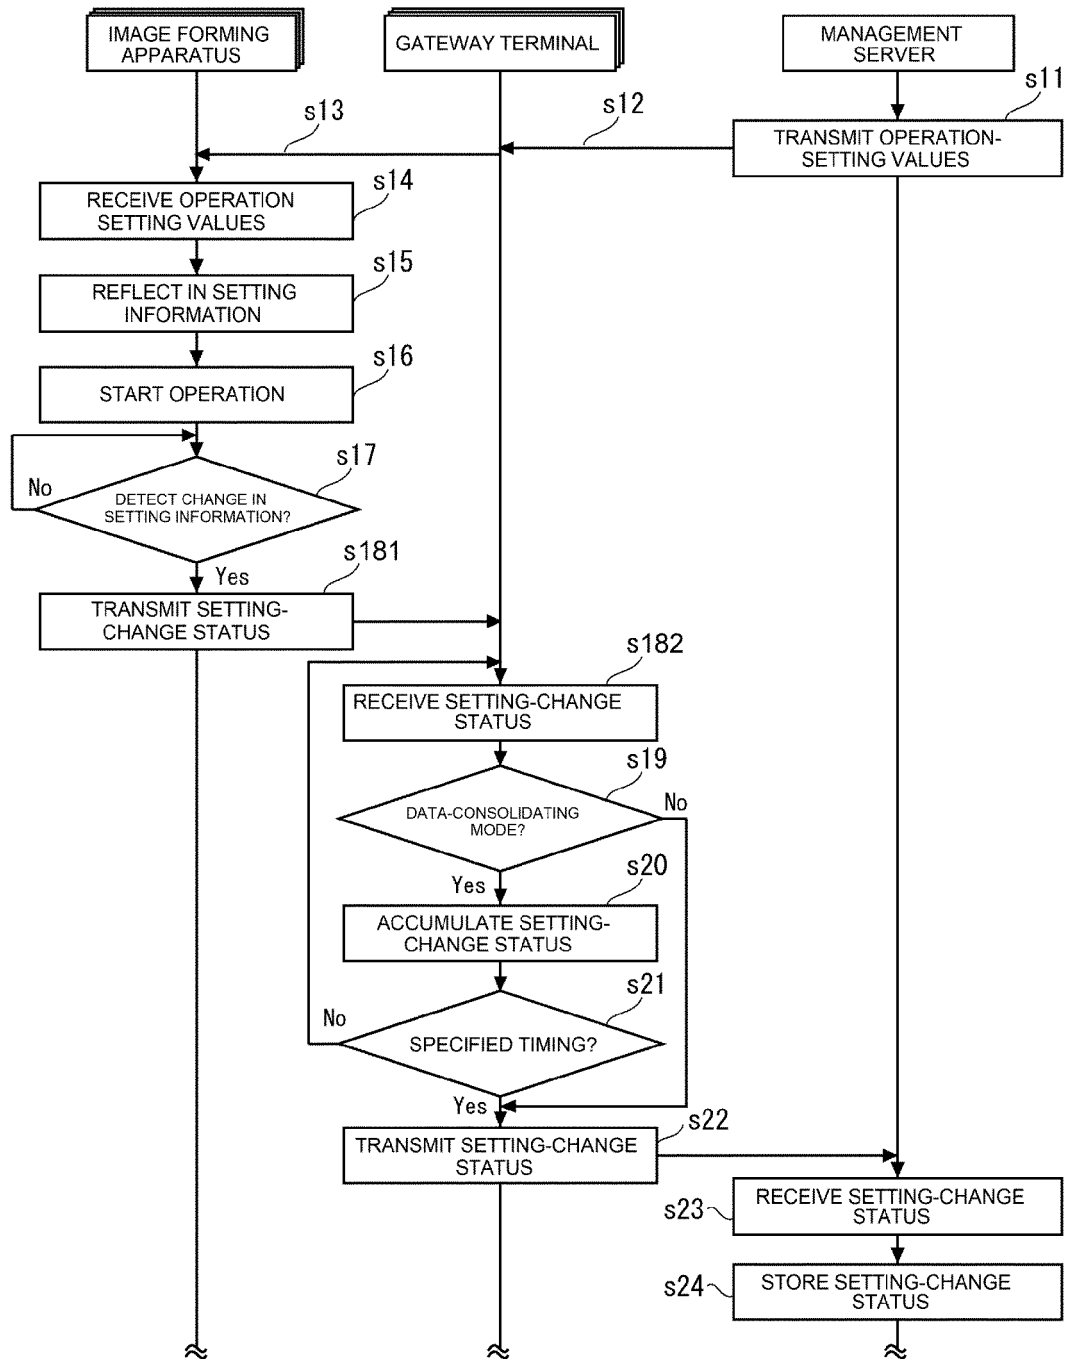 IMAGE FORMING
APPARATUS
GATEWAY TERMINAL
MANAGEMENT
SERVER
s11
TRANSMIT OPERATION-
SETTING VALUES
s12
s13
s14
RECEIVE OPERATION
SETTING VALUES
s15
REFLECT IN SETTING
INFORMATION
s16
START OPERATION
s17
No
DETECT CHANGE IN
SETTING INFORMATION?
Yes
s181
TRANSMIT SETTING-
CHANGE STATUS
s182
RECEIVE SETTING-CHANGE
STATUS
s19
DATA-CONSOLIDATING
MODE?
No
Yes
s20
ACCUMULATE SETTING-
CHANGE STATUS
s21
No
SPECIFIED TIMING?
Yes
s22
TRANSMIT SETTING-CHANGE
STATUS
s23
RECEIVE SETTING-CHANGE
STATUS
s24
STORE SETTING-CHANGE
STATUS